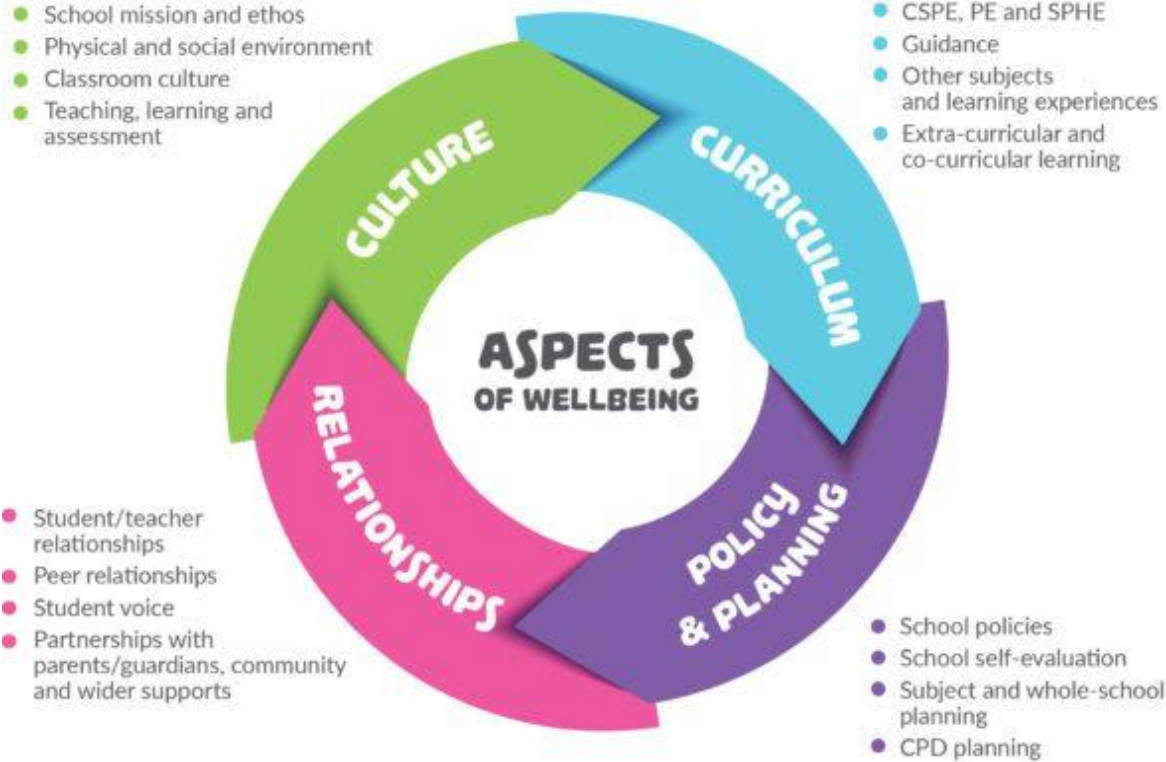 School mission and ethos
Physical and social environment
Classroom culture
Teaching, learning and
assessment
CSPE, PE and SPHE
Guidance
Other subjects
and learning experiences
Extra-curricular and
co-curricular learning
CULTURE
CURRICULUM
ASPECTS
OF WELLBEING
RELATIONSHIPS
POLICY
& PLANNING
Student/teacher
relationships
Peer relationships
Student voice
Partnerships with
parents/guardians, community
and wider supports
School policies
School self-evaluation
Subject and whole-school
planning
CPD planning